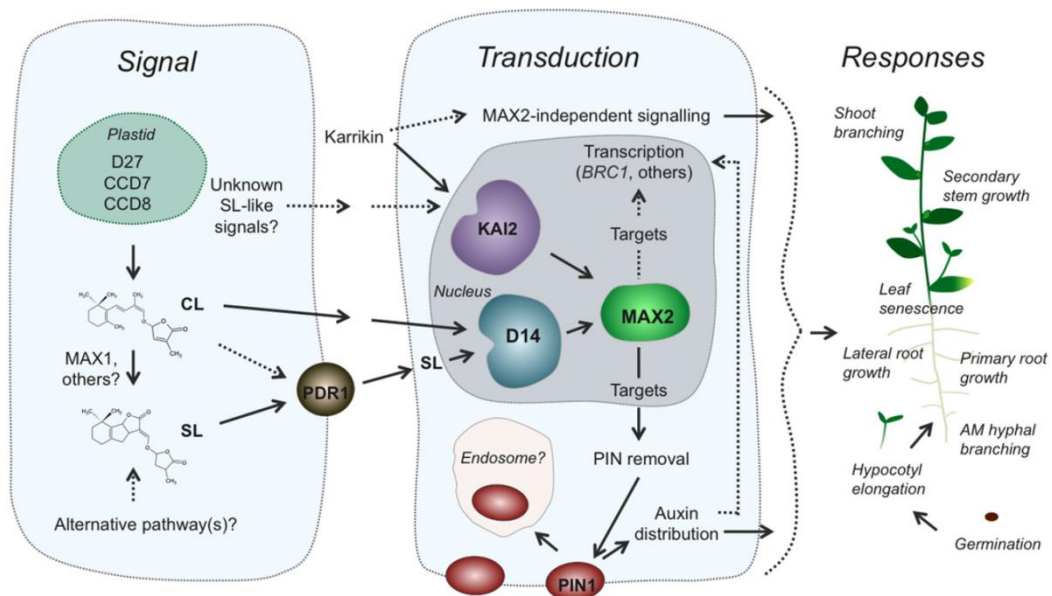 Signal
Plastid
D27
CCD7
CCD8
Unknown
SL-like
signals?
CL
MAX1,
others?
SL
Alternative pathway(s)?
PDR1
Transduction
Karrikin
MAX2-independent signalling
Transcription
(BRC1, others)
KAI2
Targets
Nucleus
D14
MAX2
SL
Targets
Endosome?
PIN removal
Auxin
distribution
PIN1
Responses
Shoot
branching
Secondary
stem growth
Leaf
senescence
Lateral root
growth
Primary root
growth
AM hyphal
branching
Hypocotyl
elongation
Germination